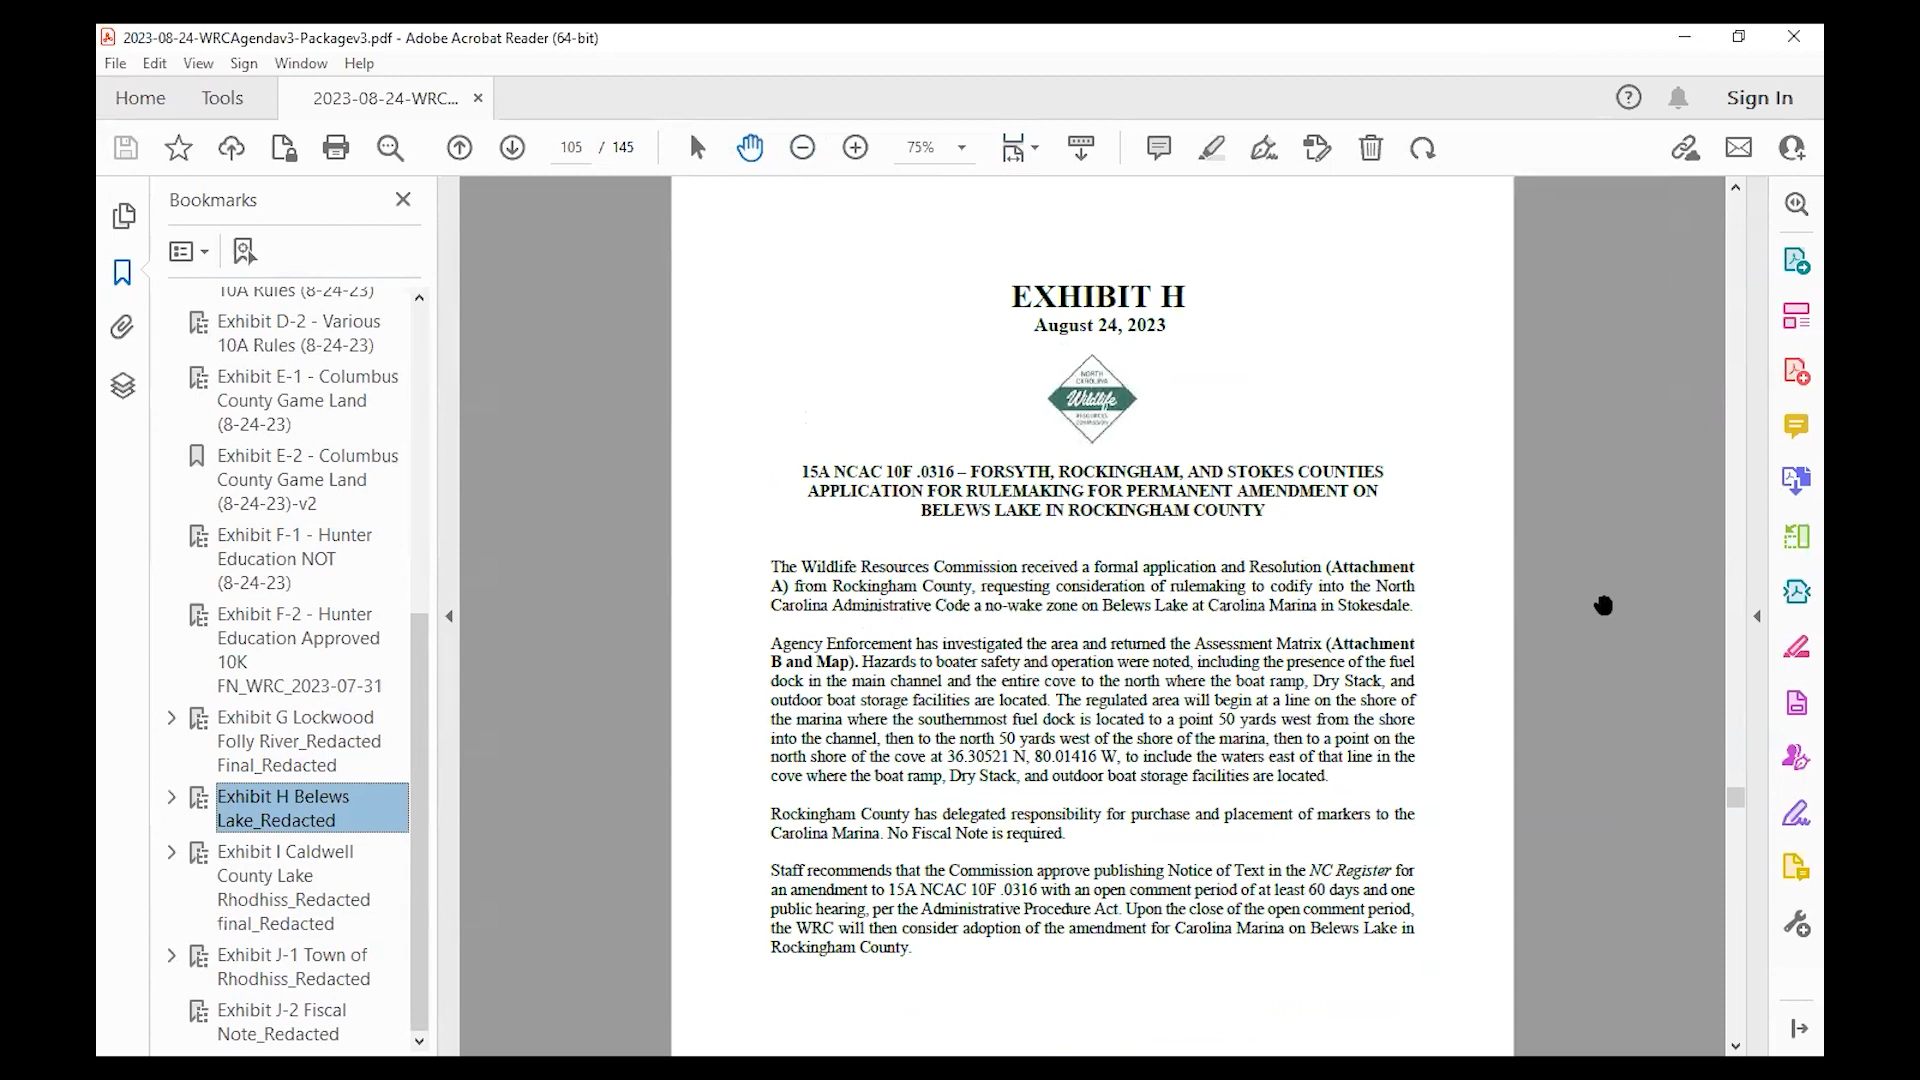 2023-08-24-WRCAgendav3-Packagev3.pdf - Adobe Acrobat Reader (64-bit)
File Edit View Sign Window Help
Home Tools 2023-08-24-WRC... Sign In
105 / 145 75%
Bookmarks
10A Rules (8-24-23)
Exhibit D-2 - Various
10A Rules (8-24-23)
Exhibit E-1 - Columbus
County Game Land
(8-24-23)
Exhibit E-2 - Columbus
County Game Land
(8-24-23)-v2
Exhibit F-1 - Hunter
Education NOT
(8-24-23)
Exhibit F-2 - Hunter
Education Approved
10K
FN_WRC_2023-07-31
Exhibit G Lockwood
Folly River_Redacted
Final_Redacted
Exhibit H Belews
Lake_Redacted
Exhibit I Caldwell
County Lake
Rhodhiss_Redacted
final_Redacted
Exhibit J-1 Town of
Rhodhiss_Redacted
Exhibit J-2 Fiscal
Note_Redacted
EXHIBIT H
August 24, 2023
NORTH
CAROLINA
Wildlife
RESOURCES
COMMISSION
15A NCAC 10F .0316 – FORSYTH, ROCKINGHAM, AND STOKES COUNTIES
APPLICATION FOR RULEMAKING FOR PERMANENT AMENDMENT ON
BELEWS LAKE IN ROCKINGHAM COUNTY
The Wildlife Resources Commission received a formal application and Resolution (Attachment
A) from Rockingham County, requesting consideration of rulemaking to codify into the North
Carolina Administrative Code a no-wake zone on Belews Lake at Carolina Marina in Stokesdale.
Agency Enforcement has investigated the area and returned the Assessment Matrix (Attachment
B and Map). Hazards to boater safety and operation were noted, including the presence of the fuel
dock in the main channel and the entire cove to the north where the boat ramp, Dry Stack, and
outdoor boat storage facilities are located. The regulated area will begin at a line on the shore of
the marina where the southernmost fuel dock is located to a point 50 yards west from the shore
into the channel, then to the north 50 yards west of the shore of the marina, then to a point on the
north shore of the cove at 36.30521 N, 80.01416 W, to include the waters east of that line in the
cove where the boat ramp, Dry Stack, and outdoor boat storage facilities are located.
Rockingham County has delegated responsibility for purchase and placement of markers to the
Carolina Marina. No Fiscal Note is required.
Staff recommends that the Commission approve publishing Notice of Text in the NC Register for
an amendment to 15A NCAC 10F .0316 with an open comment period of at least 60 days and one
public hearing, per the Administrative Procedure Act. Upon the close of the open comment period,
the WRC will then consider adoption of the amendment for Carolina Marina on Belews Lake in
Rockingham County.